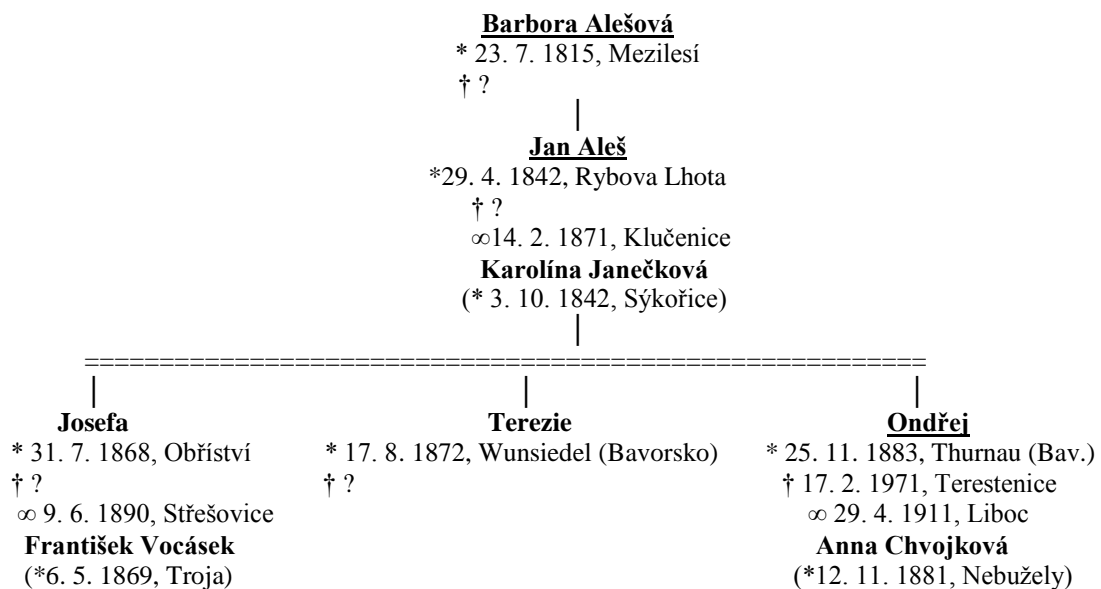 Barbora Alešová
* 23. 7. 1815, Mezilesí
† ?
Jan Aleš
*29. 4. 1842, Rybova Lhota
† ?
∞14. 2. 1871, Klučenice
Karolína Janečková
(* 3. 10. 1842, Sýkořice)
========================================================
Josefa
* 31. 7. 1868, Obříství
† ?
∞ 9. 6. 1890, Střešovice
František Vocásek
(*6. 5. 1869, Troja)
Terezie
* 17. 8. 1872, Wunsiedel (Bavorsko)
† ?
Ondřej
* 25. 11. 1883, Thurnau (Bav.)
† 17. 2. 1971, Terestenice
∞ 29. 4. 1911, Liboc
Anna Chvojková
(*12. 11. 1881, Nebužely)